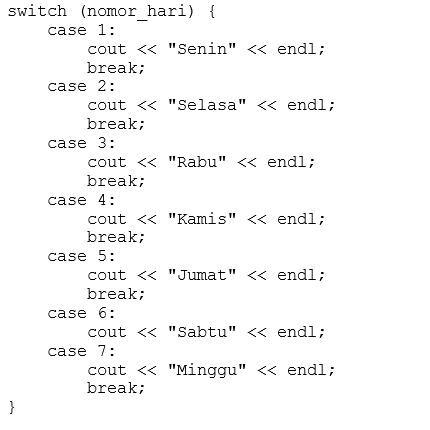 switch (nomor_hari) {
    case 1:
        cout << "Senin" << endl;
        break;
    case 2:
        cout << "Selasa" << endl;
        break;
    case 3:
        cout << "Rabu" << endl;
        break;
    case 4:
        cout << "Kamis" << endl;
        break;
    case 5:
        cout << "Jumat" << endl;
        break;
    case 6:
        cout << "Sabtu" << endl;
    case 7:
        cout << "Minggu" << endl;
        break;
}